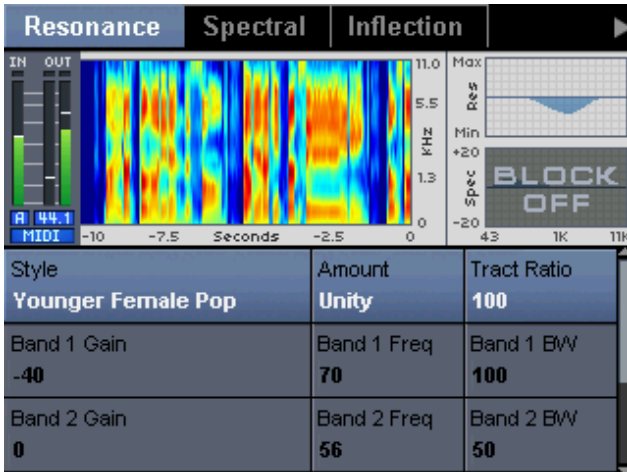 Resonance Spectral Inflection
IN OUT
11.0
5.5
KHz
1.3
0
A 44.1
MIDI
-10 -7.5 Seconds -2.5 0
Max
Res
Min
+20
Spec
-20
BLOCK
OFF
43 1K 11K
Style Amount Tract Ratio
Younger Female Pop Unity 100
Band 1 Gain Band 1 Freq Band 1 BW
-40 70 100
Band 2 Gain Band 2 Freq Band 2 BW
0 56 50